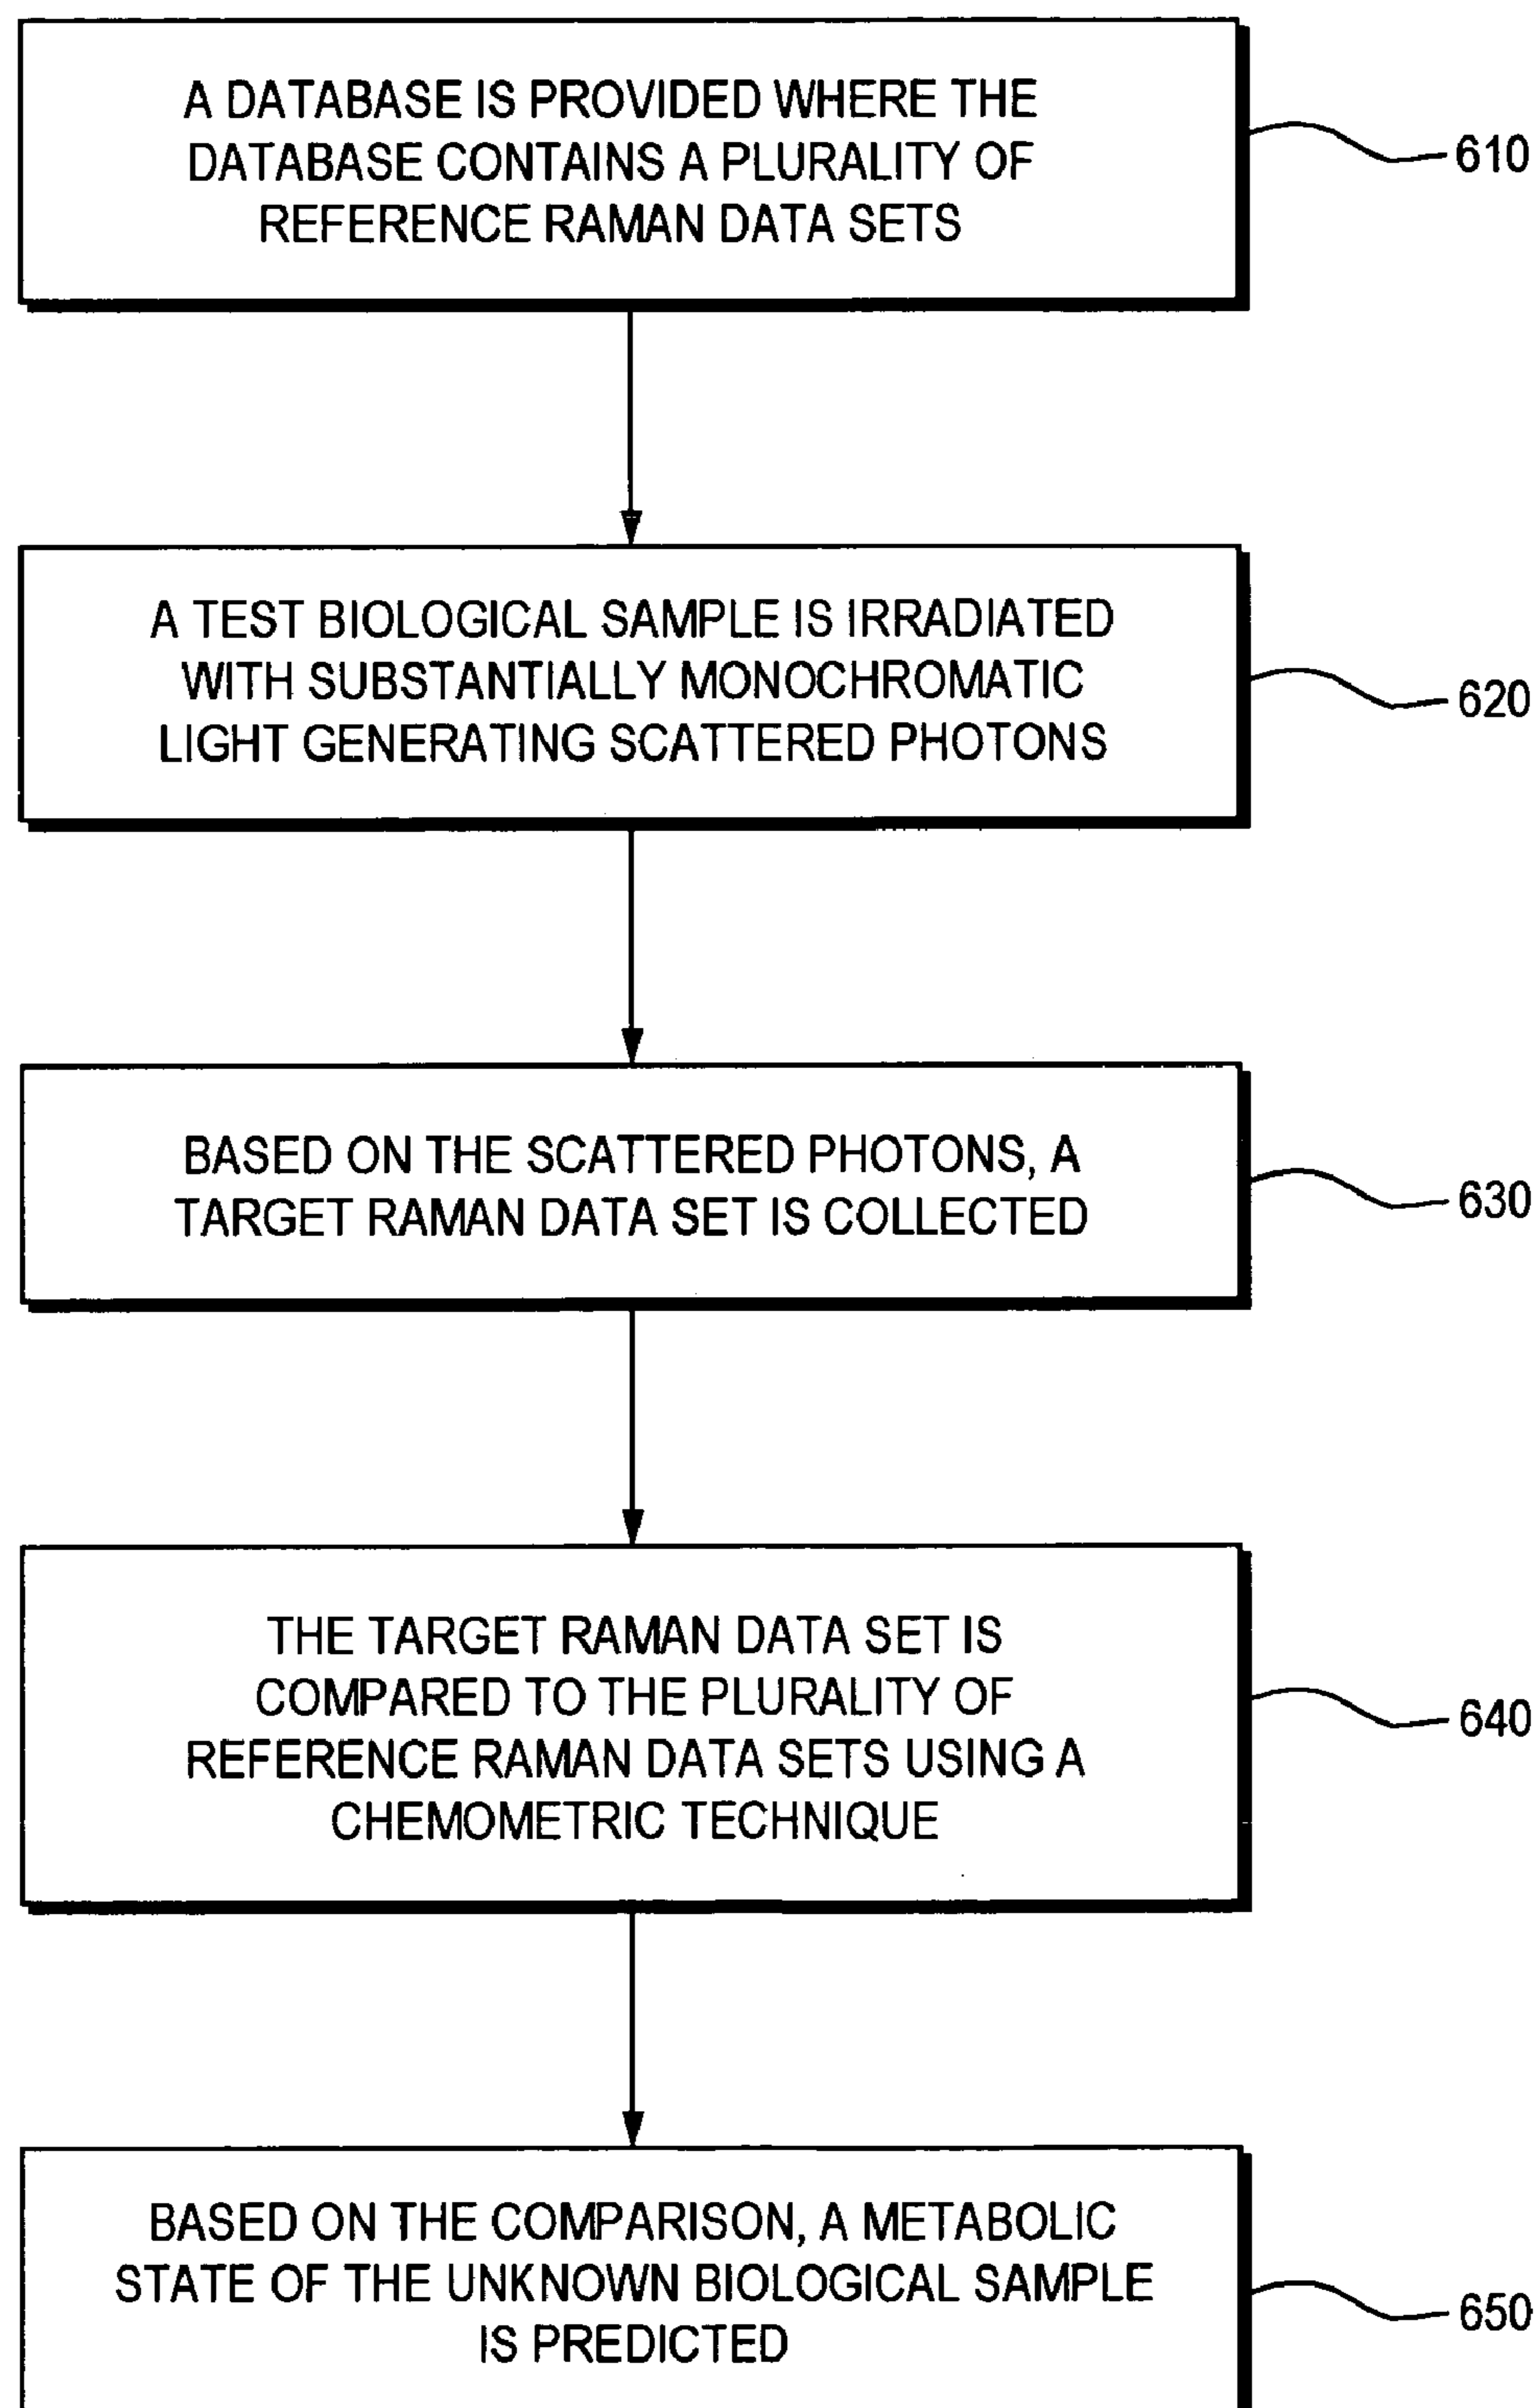 A DATABASE IS PROVIDED WHERE THE
DATABASE CONTAINS A PLURALITY OF
REFERENCE RAMAN DATA SETS
610
A TEST BIOLOGICAL SAMPLE IS IRRADIATED
WITH SUBSTANTIALLY MONOCHROMATIC
LIGHT GENERATING SCATTERED PHOTONS
620
BASED ON THE SCATTERED PHOTONS, A
TARGET RAMAN DATA SET IS COLLECTED
630
THE TARGET RAMAN DATA SET IS
COMPARED TO THE PLURALITY OF
REFERENCE RAMAN DATA SETS USING A
CHEMOMETRIC TECHNIQUE
640
BASED ON THE COMPARISON, A METABOLIC
STATE OF THE UNKNOWN BIOLOGICAL SAMPLE
IS PREDICTED
650